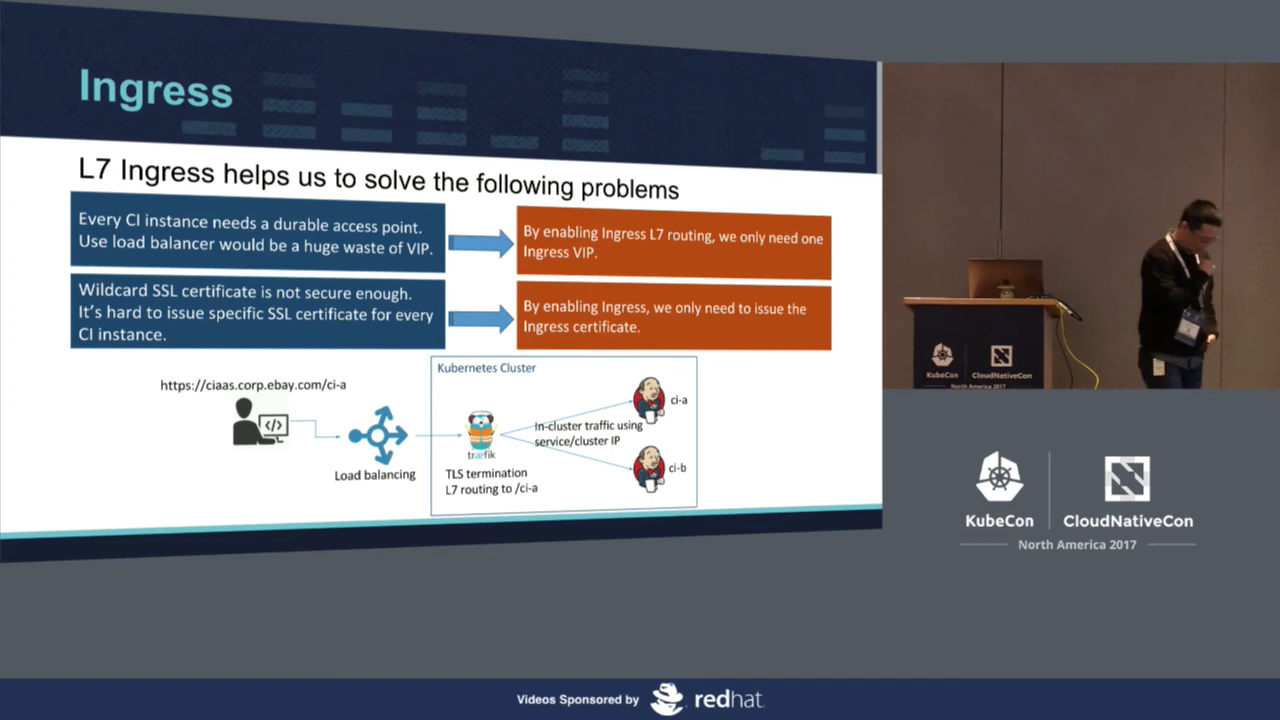 Ingress
L7 Ingress helps us to solve the following problems
Every CI instance needs a durable access point.
Use load balancer would be a huge waste of VIP.
By enabling Ingress L7 routing, we only need one
Ingress VIP.
Wildcard SSL certificate is not secure enough.
It's hard to issue specific SSL certificate for every
CI instance.
By enabling Ingress, we only need to issue the
Ingress certificate.
https://ciaas.corp.ebay.com/ci-a
Load balancing
Kubernetes Cluster
træfik
TLS termination
L7 routing to /ci-a
In-cluster traffic using
service/cluster IP
ci-a
ci-b
KubeCon
CloudNativeCon
North America 2017
KubeCon
CloudNativeCon
North America 2017
Videos Sponsored by
redhat.